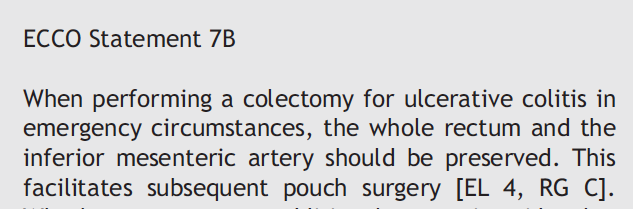 ECCO Statement 7B
When performing a colectomy for ulcerative colitis in
emergency circumstances, the whole rectum and the
inferior mesenteric artery should be preserved. This
facilitates subsequent pouch surgery [EL 4, RG C].